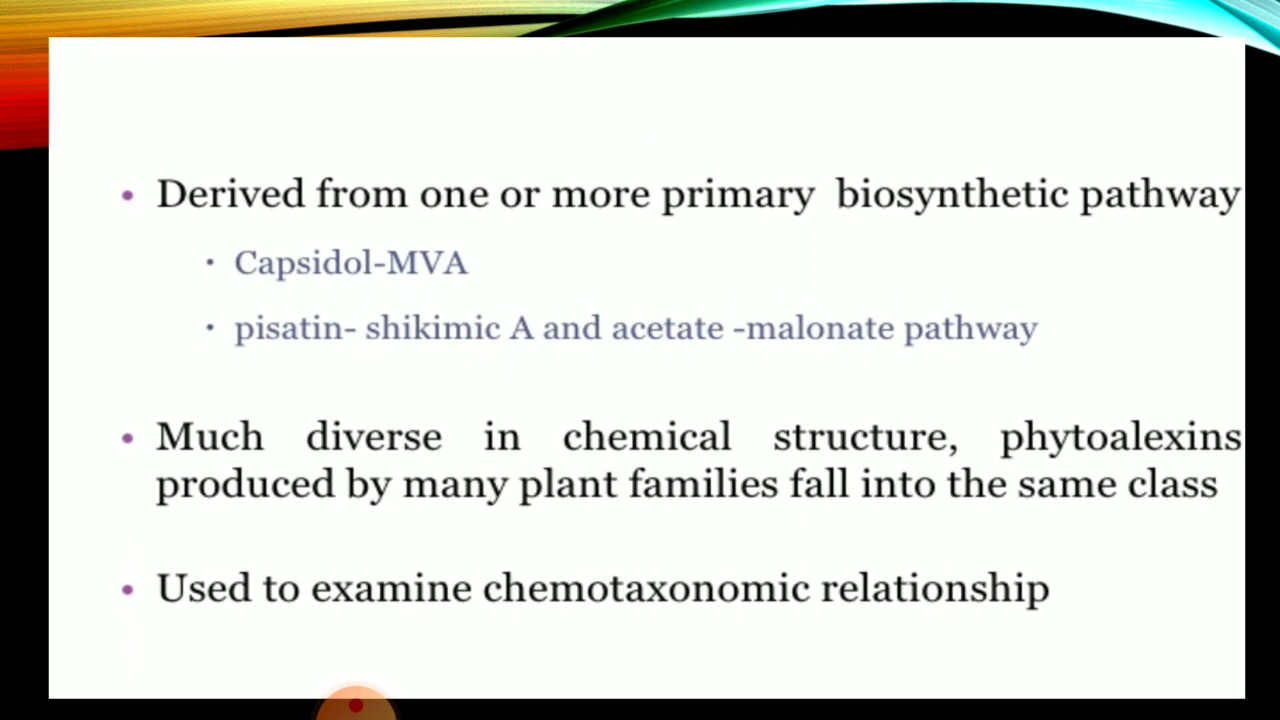 • Derived from one or more primary biosynthetic pathway
• Capsidol-MVA
• pisatin- shikimic A and acetate -malonate pathway
• Much diverse in chemical structure, phytoalexins
produced by many plant families fall into the same class
• Used to examine chemotaxonomic relationship